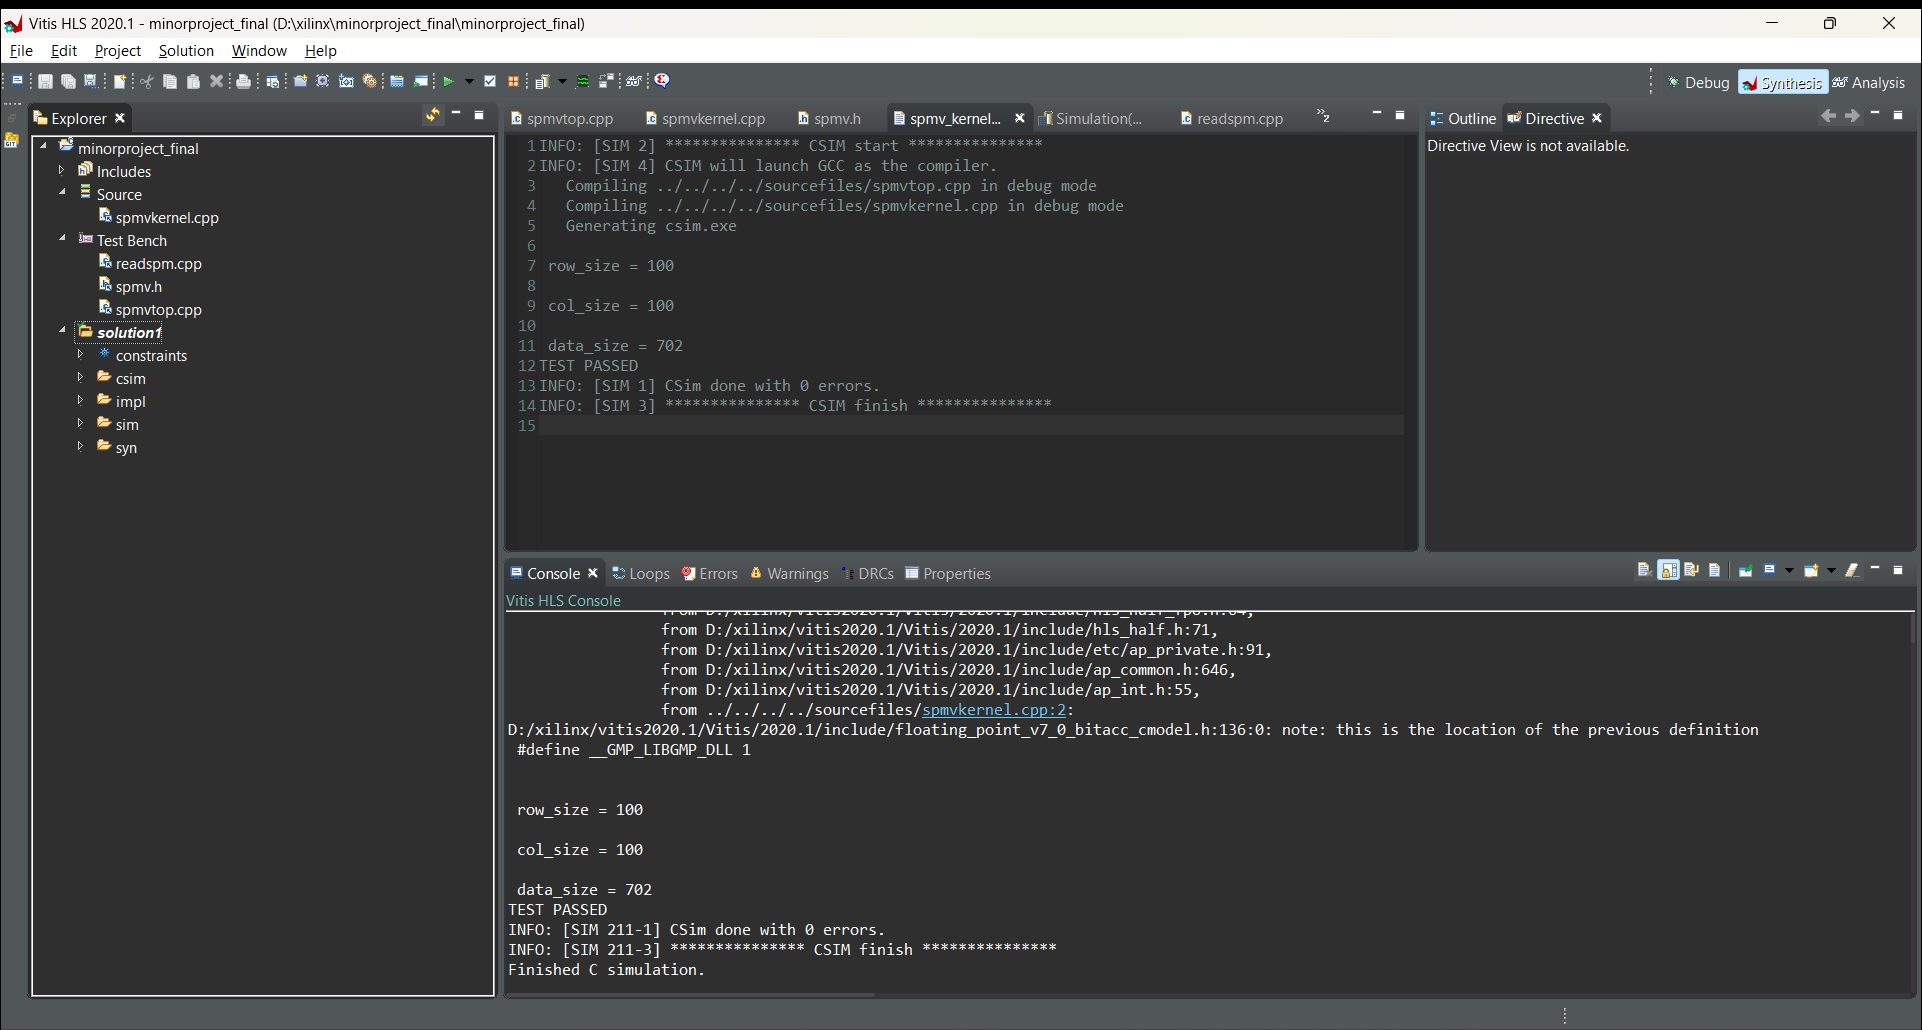 Vitis HLS 2020.1 - minorproject_final (D:\xilinx\minorproject_final\minorproject_final)
File Edit Project Solution Window Help
Debug Synthesis Analysis
Explorer
minorproject_final
Includes
Source
spmvkernel.cpp
Test Bench
readspm.cpp
spmv.h
spmvtop.cpp
solution1
constraints
csim
impl
sim
syn
spmvtop.cpp spmvkernel.cpp spmv.h spmv_kernel... Simulation(... readspm.cpp »2
1 INFO: [SIM 2] *************** CSIM start ***************
2 INFO: [SIM 4] CSIM will launch GCC as the compiler.
3 Compiling ../../../../sourcefiles/spmvtop.cpp in debug mode
4 Compiling ../../../../sourcefiles/spmvkernel.cpp in debug mode
5 Generating csim.exe
6
7 row_size = 100
8
9 col_size = 100
10
11 data_size = 702
12 TEST PASSED
13 INFO: [SIM 1] CSim done with 0 errors.
14 INFO: [SIM 3] *************** CSIM finish ***************
15
Outline Directive
Directive View is not available.
Console Loops Errors Warnings DRCs Properties
Vitis HLS Console
from D:/xilinx/vitis2020.1/Vitis/2020.1/include/hls_half.h:71,
from D:/xilinx/vitis2020.1/Vitis/2020.1/include/etc/ap_private.h:91,
from D:/xilinx/vitis2020.1/Vitis/2020.1/include/ap_common.h:646,
from D:/xilinx/vitis2020.1/Vitis/2020.1/include/ap_int.h:55,
from ../../../../sourcefiles/spmvkernel.cpp:2:
D:/xilinx/vitis2020.1/Vitis/2020.1/include/floating_point_v7_0_bitacc_cmodel.h:136:0: note: this is the location of the previous definition
#define __GMP_LIBGMP_DLL 1
row_size = 100
col_size = 100
data_size = 702
TEST PASSED
INFO: [SIM 211-1] CSim done with 0 errors.
INFO: [SIM 211-3] *************** CSIM finish ***************
Finished C simulation.